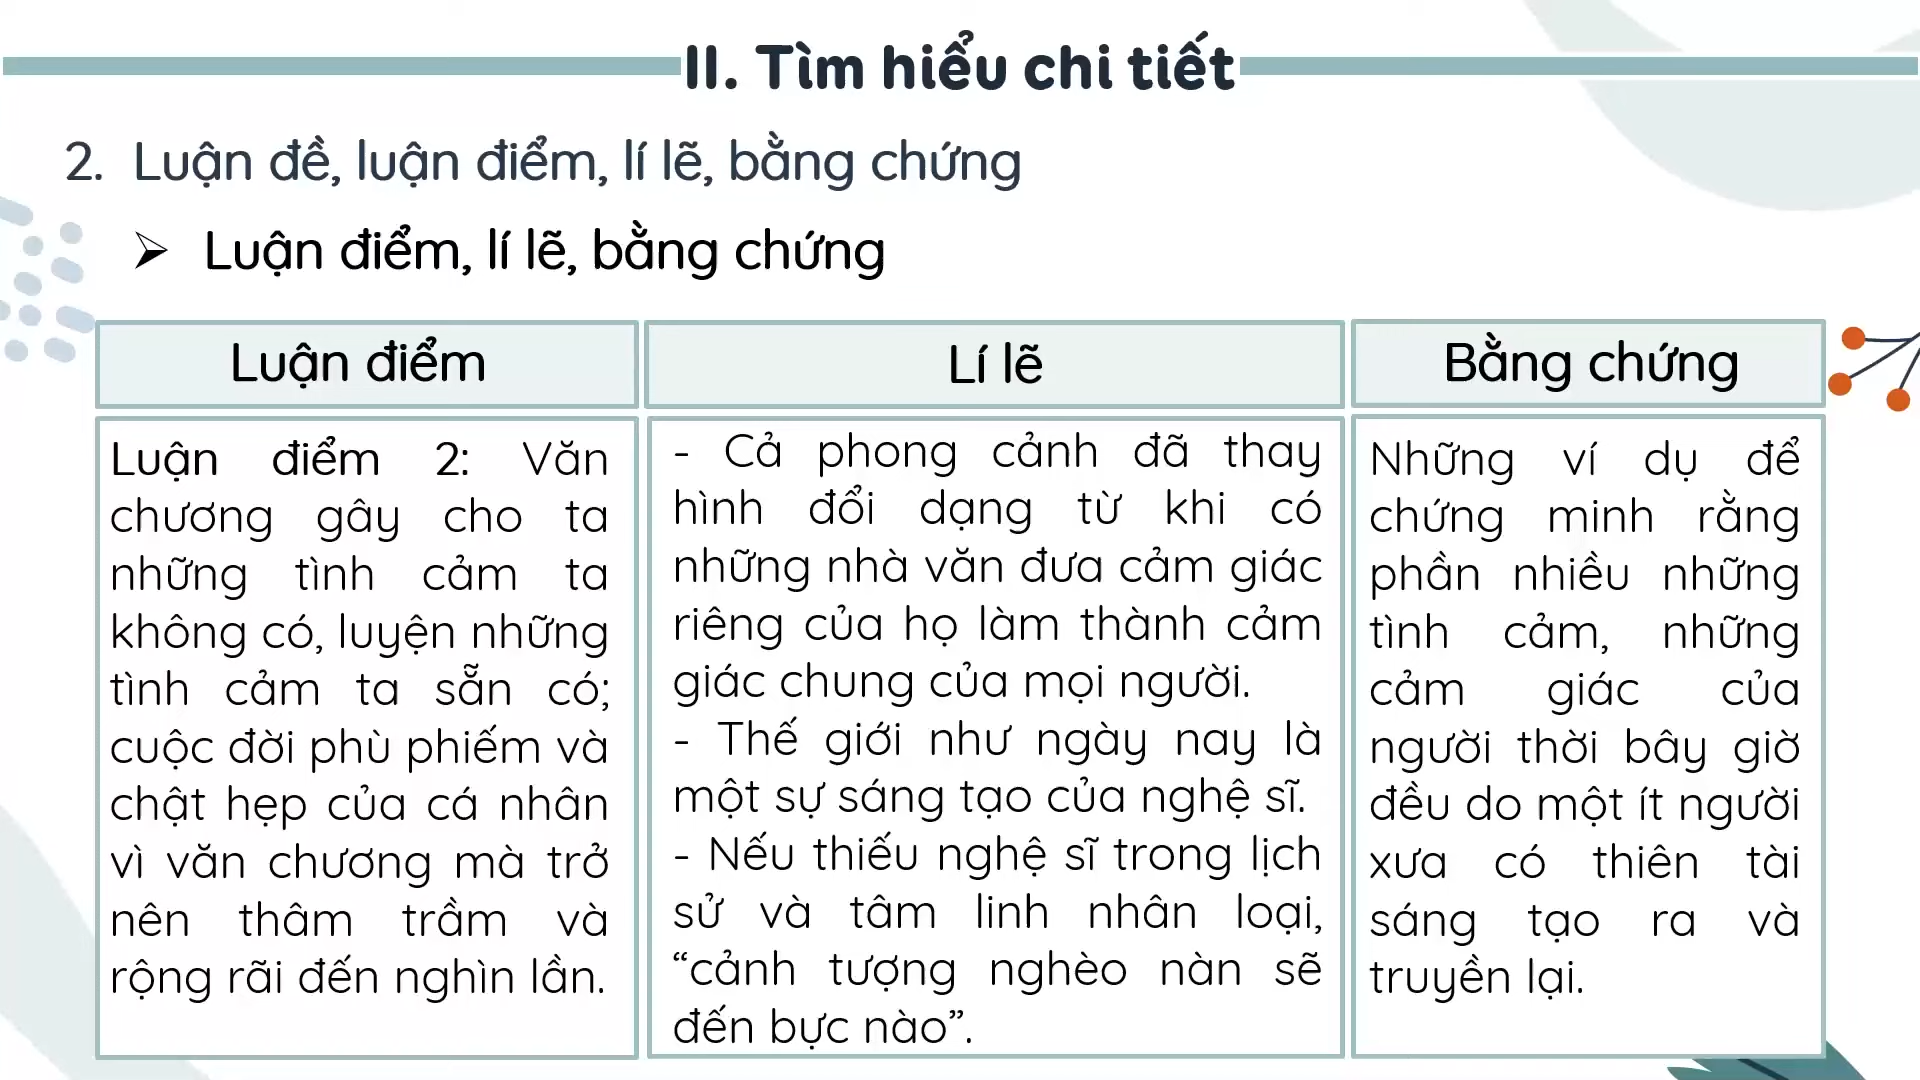 II. Tìm hiểu chi tiết
2. Luận đề, luận điểm, lí lẽ, bằng chứng
➢ Luận điểm, lí lẽ, bằng chứng
Luận điểm
Lí lẽ
Bằng chứng
Luận điểm 2: Văn
chương gây cho ta
những tình cảm ta
không có, luyện những
tình cảm ta sẵn có;
cuộc đời phù phiếm và
chật hẹp của cá nhân
vì văn chương mà trở
nên thâm trầm và
rộng rãi đến nghìn lần.
- Cả phong cảnh đã thay
hình đổi dạng từ khi có
những nhà văn đưa cảm giác
riêng của họ làm thành cảm
giác chung của mọi người.
- Thế giới như ngày nay là
một sự sáng tạo của nghệ sĩ.
- Nếu thiếu nghệ sĩ trong lịch
sử và tâm linh nhân loại,
“cảnh tượng nghèo nàn sẽ
đến bực nào”.
Những ví dụ để
chứng minh rằng
phần nhiều những
tình cảm, những
cảm giác của
người thời bây giờ
đều do một ít người
xưa có thiên tài
sáng tạo ra và
truyền lại.